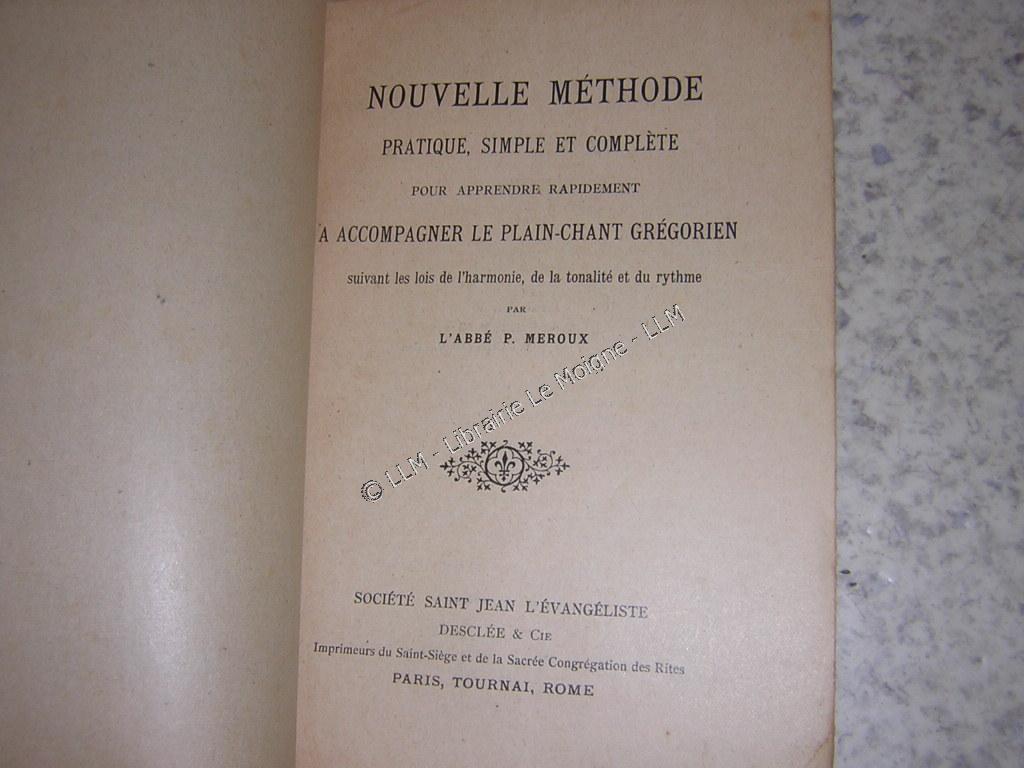 NOUVELLE MÉTHODE
PRATIQUE, SIMPLE ET COMPLÈTE
POUR APPRENDRE RAPIDEMENT
A ACCOMPAGNER LE PLAIN-CHANT GRÉGORIEN
suivant les lois de l'harmonie, de la tonalité et du rythme
PAR
L'ABBÉ P. MEROUX
© LLM - Librairie Le Moigne - LLM
SOCIÉTÉ SAINT JEAN L'ÉVANGÉLISTE
DESCLÉE & CIE
Imprimeurs du Saint-Siège et de la Sacrée Congrégation des Rites
PARIS, TOURNAI, ROME